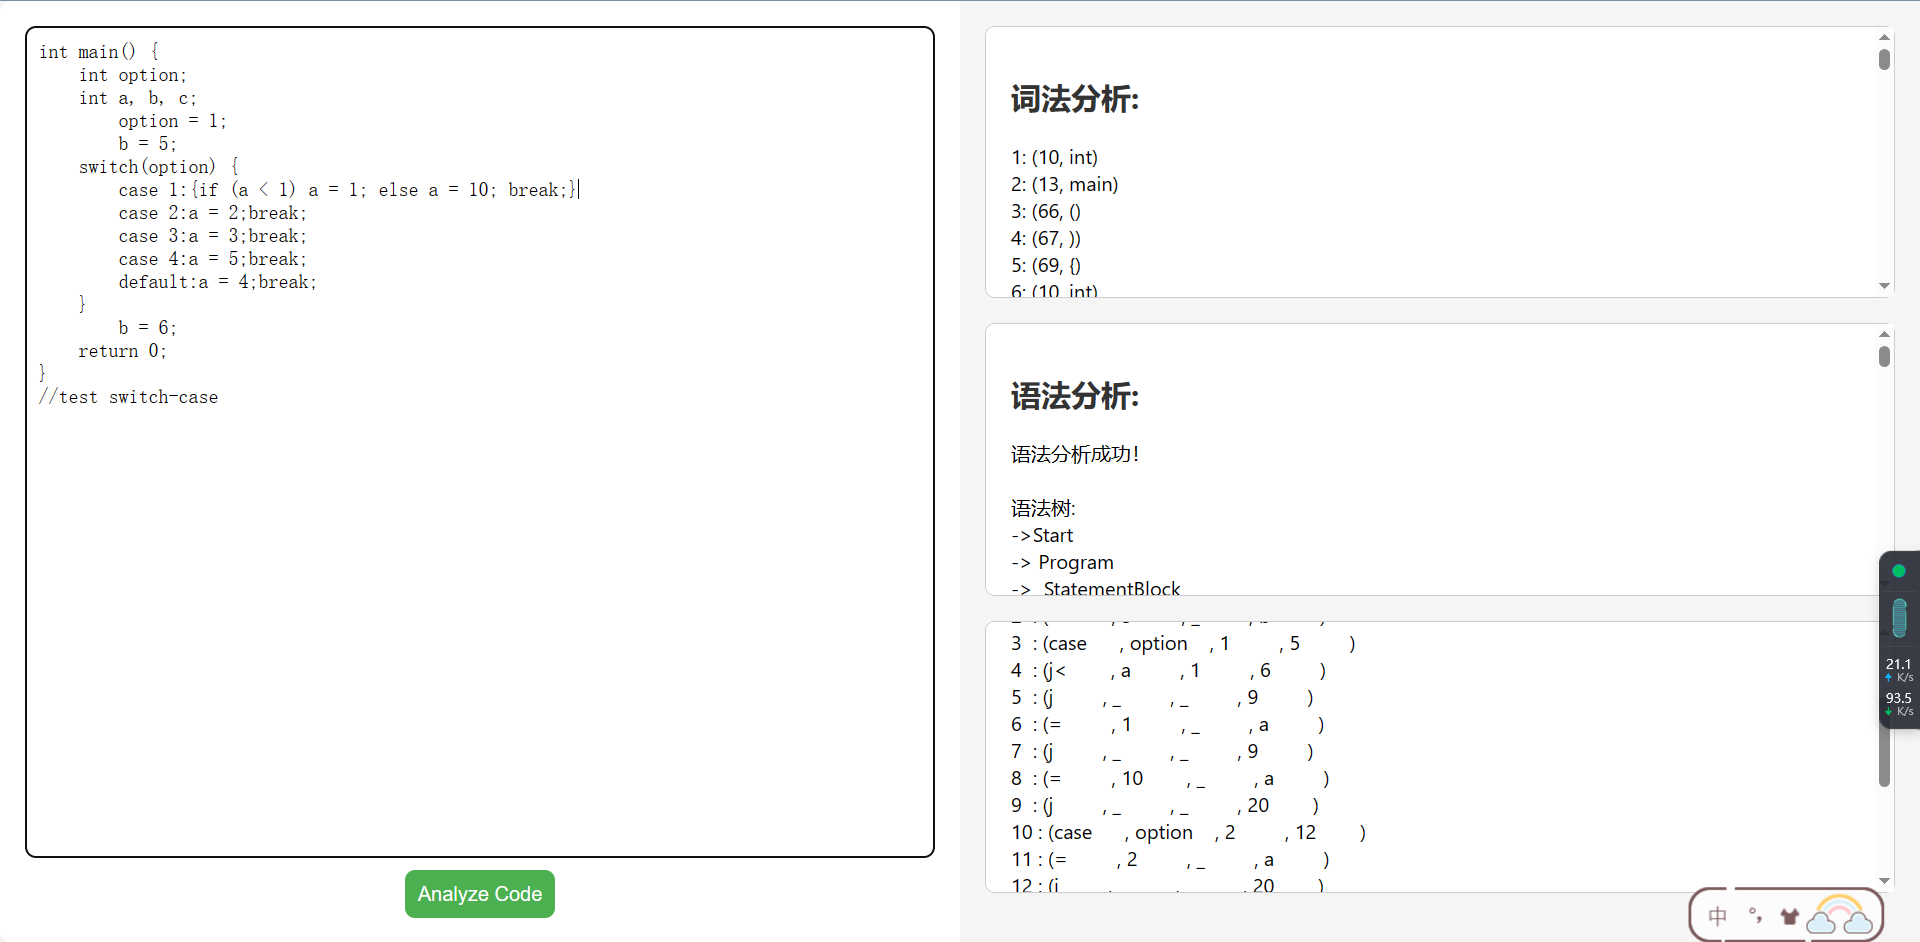 int main() {
    int option;
    int a, b, c;
        option = 1;
        b = 5;
    switch(option) {
        case 1:{if (a < 1) a = 1; else a = 10; break;}
        case 2:a = 2;break;
        case 3:a = 3;break;
        case 4:a = 5;break;
        default:a = 4;break;
    }
        b = 6;
    return 0;
}
//test switch-case
Analyze Code
词法分析:
1: (10, int)
2: (13, main)
3: (66, ()
4: (67, ))
5: (69, {)
6: (10, int)
语法分析:
语法分析成功!
语法树:
->Start
-> Program
->  StatementBlock
3  : (case , option , 1 , 5 )
4  : (j< , a , 1 , 6 )
5  : (j , _ , _ , 9 )
6  : (= , 1 , _ , a )
7  : (j , _ , _ , 9 )
8  : (= , 10 , _ , a )
9  : (j , _ , _ , 20 )
10 : (case , option , 2 , 12 )
11 : (= , 2 , _ , a )
12 : (j , _ , _ , 20 )
21.1
K/s
93.5
K/s
中 °,